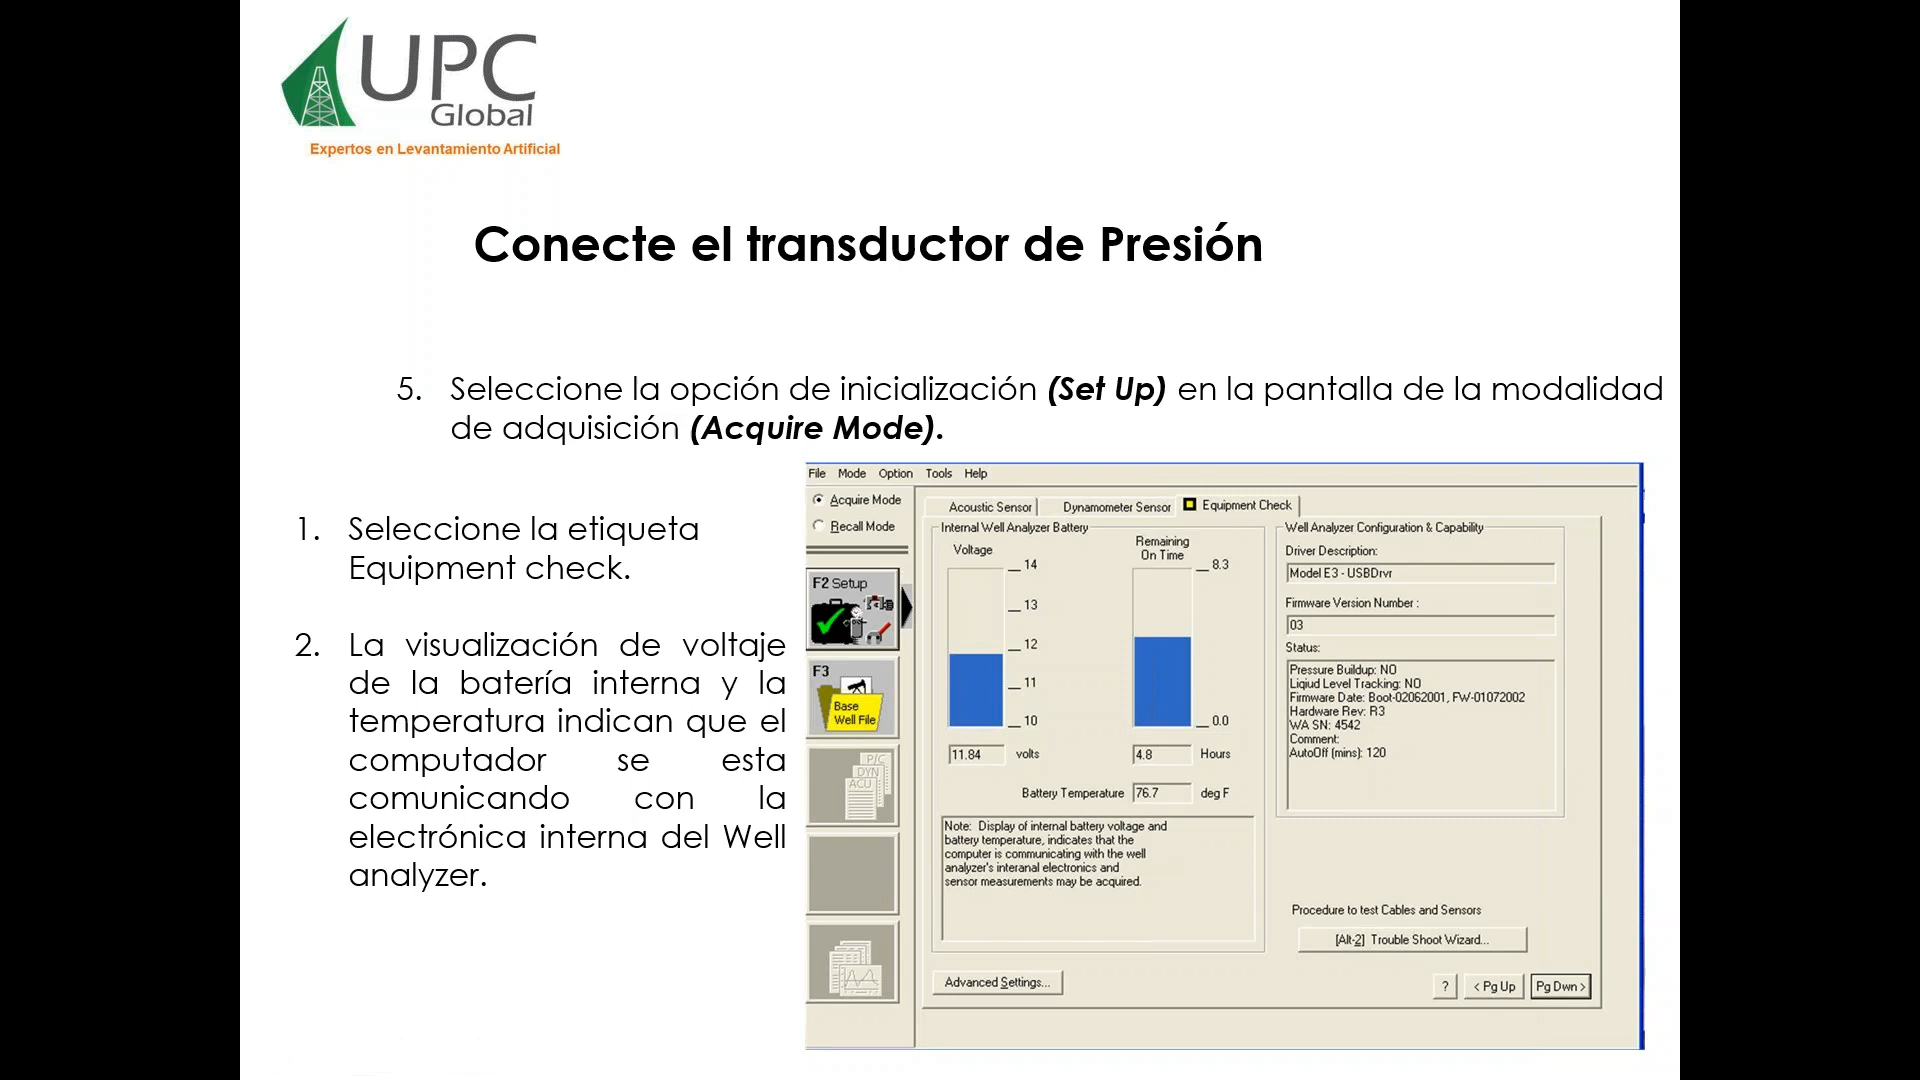 UPC
Global
Expertos en Levantamiento Artificial
Conecte el transductor de Presión
5. Seleccione la opción de inicialización (Set Up) en la pantalla de la modalidad
de adquisición (Acquire Mode).
1. Seleccione la etiqueta
Equipment check.
2. La visualización de voltaje
de la batería interna y la
temperatura indican que el
computador se esta
comunicando con la
electrónica interna del Well
analyzer.
File Mode Option Tools Help
Acquire Mode
Recall Mode
F2 Setup
F3
Base
Well File
P/C
DYN
ACU
Acoustic Sensor
Dynamometer Sensor
Equipment Check
Internal Well Analyzer Battery
Voltage
14
13
12
11
10
11.84 volts
Remaining
On Time
8.3
0.0
4.8 Hours
Battery Temperature 76.7 deg F
Note: Display of internal battery voltage and
battery temperature, indicates that the
computer is communicating with the well
analyzer's interanal electronics and
sensor measurements may be acquired.
Advanced Settings...
Well Analyzer Configuration & Capability
Driver Description:
Model E3 - USBDrvr
Firmware Version Number :
03
Status:
Pressure Buildup: NO
Liqiud Level Tracking: NO
Firmware Date: Boot-02062001, FW-01072002
Hardware Rev: R3
WA SN: 4542
Comment:
AutoOff (mins): 120
Procedure to test Cables and Sensors
[Alt-2] Trouble Shoot Wizard...
? < Pg Up Pg Dwn >